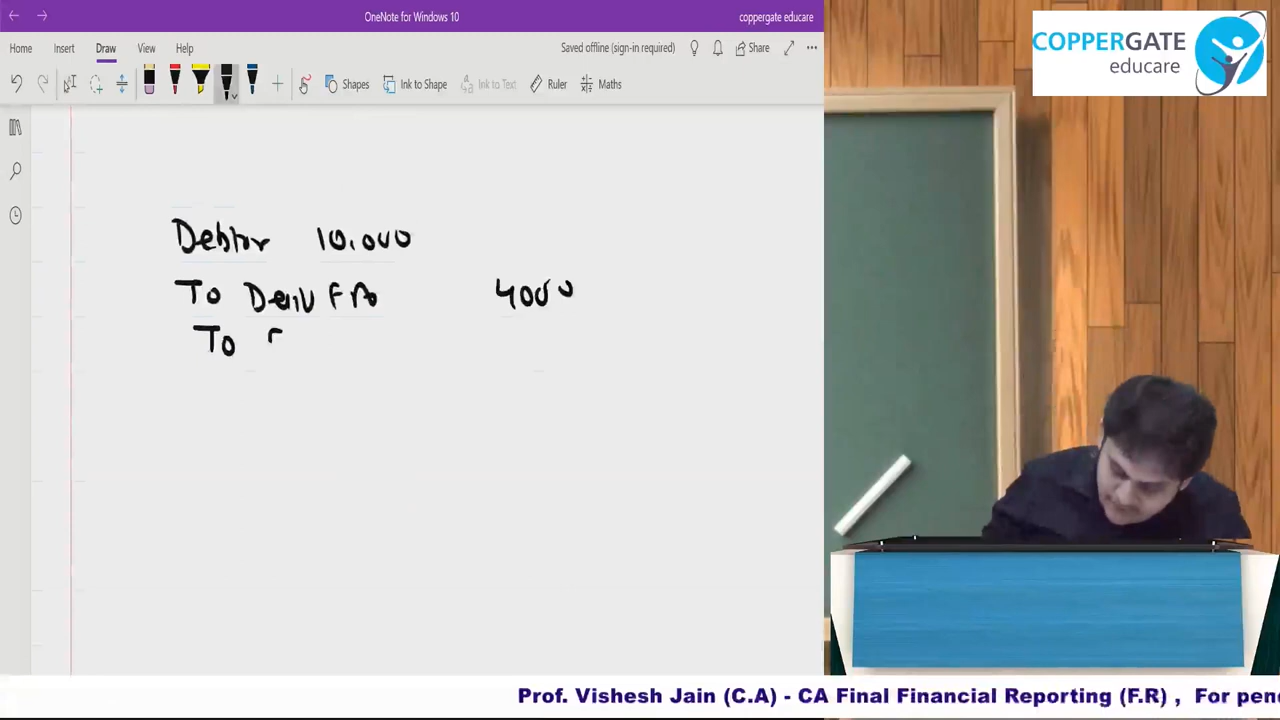 OneNote for Windows 10
coppergate educare
Home Insert Draw View Help
Saved offline (sign-in required)
Share
Shapes
Ink to Shape
Ink to Text
Ruler
Maths
COPPERGATE
educare
Debtor 10,000
To Deriv FA 4000
To
Prof. Vishesh Jain (C.A) - CA Final Financial Reporting (F.R) , For pen